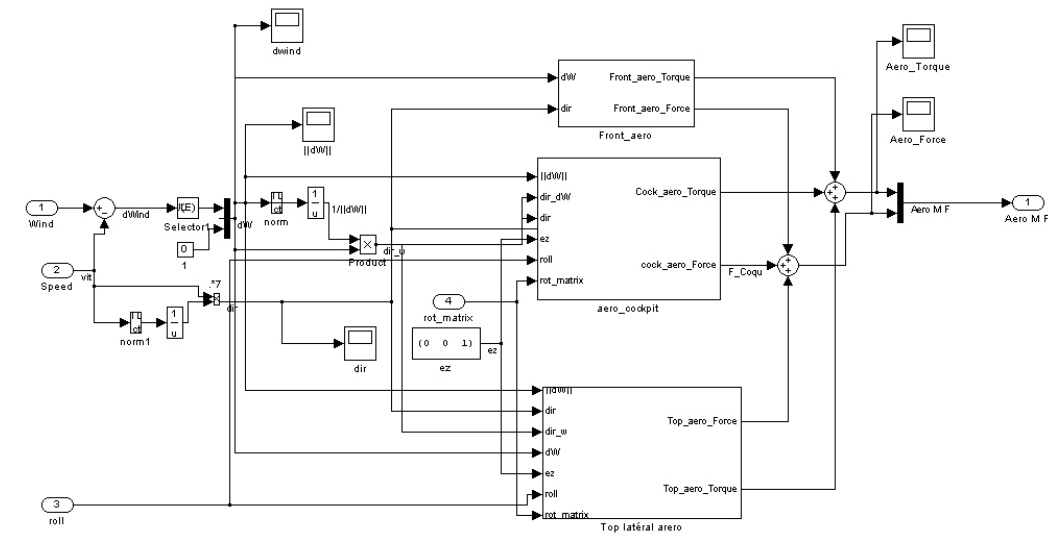 dwind
Aero_Torque
Aero_Force
||dW||
dW
dir
Front_aero_Torque
Front_aero_Force
Front_aero
1
Wind
dWind
Selector1
0
1
dW
norm
1
u
1/||dW||
Product
dir_u
||dW||
dir_dW
dir
ez
roll
rot_matrix
Cock_aero_Torque
cock_aero_Force
aero_cockpit
F_Coqu
Aero M F
1
Aero M F
2
Speed
vit
.*7
dir
norm1
1
u
dir
4
rot_matrix
(0 0 1)
ez
ez
||dW||
dir
dir_w
dW
ez
roll
rot_matrix
Top_aero_Force
Top_aero_Torque
Top latéral arero
3
roll